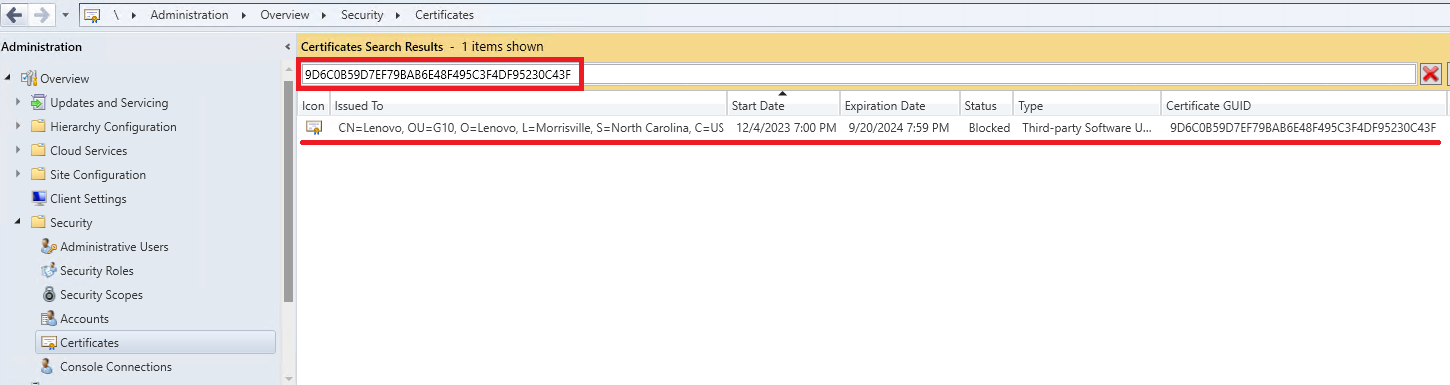 \ Administration Overview Security Certificates
Administration
Overview
Updates and Servicing
Hierarchy Configuration
Cloud Services
Site Configuration
Client Settings
Security
Administrative Users
Security Roles
Security Scopes
Accounts
Certificates
Console Connections
Certificates Search Results - 1 items shown
9D6C0B59D7EF79BAB6E48F495C3F4DF95230C43F
Icon Issued To Start Date Expiration Date Status Type Certificate GUID
CN=Lenovo, OU=G10, O=Lenovo, L=Morrisville, S=North Carolina, C=US 12/4/2023 7:00 PM 9/20/2024 7:59 PM Blocked Third-party Software U... 9D6C0B59D7EF79BAB6E48F495C3F4DF95230C43F